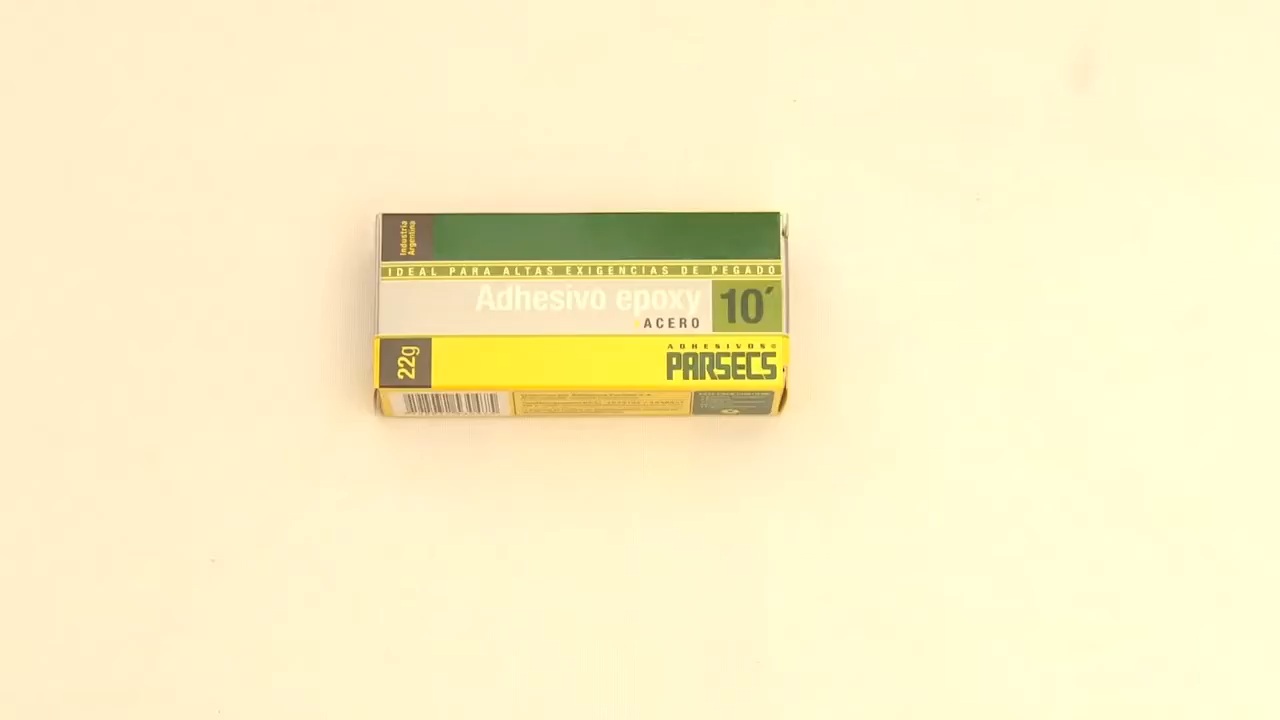 Industria
Argentina
IDEAL PARA ALTAS EXIGENCIAS DE PEGADO
Adhesivo epoxy
ACERO
10´
22g
ADHESIVOS®
PARSECS